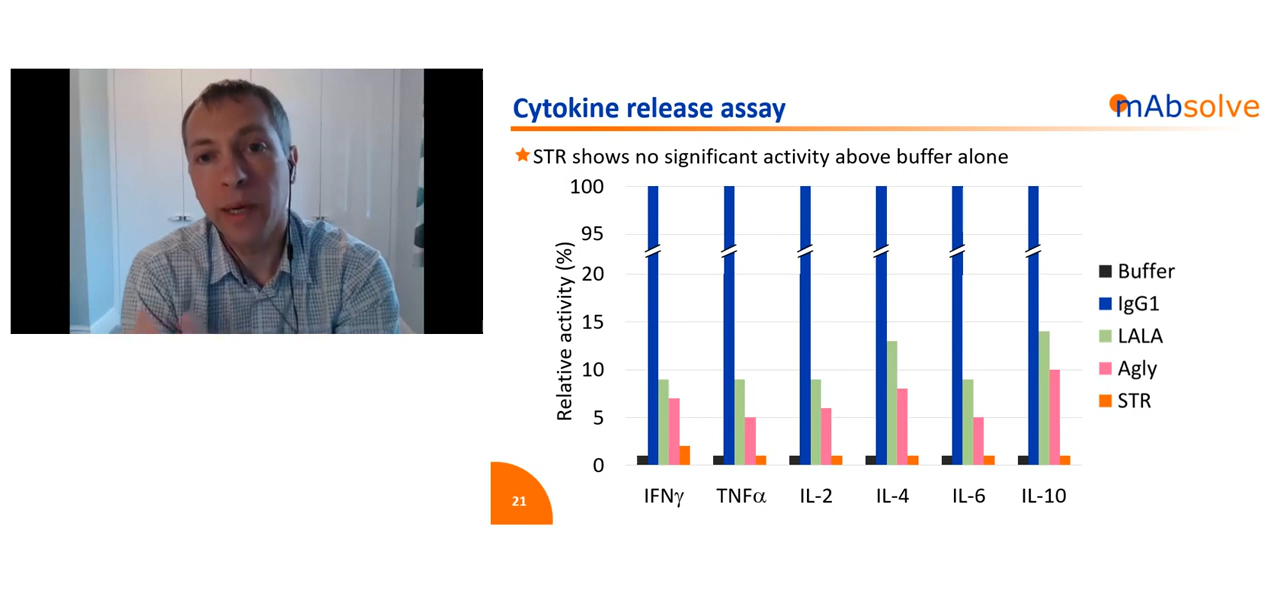 Cytokine release assay
mAbsolve
STR shows no significant activity above buffer alone
100
95
20
15
10
5
0
Relative activity (%)
IFNγ
TNFα
IL-2
IL-4
IL-6
IL-10
Buffer
IgG1
LALA
Agly
STR
21